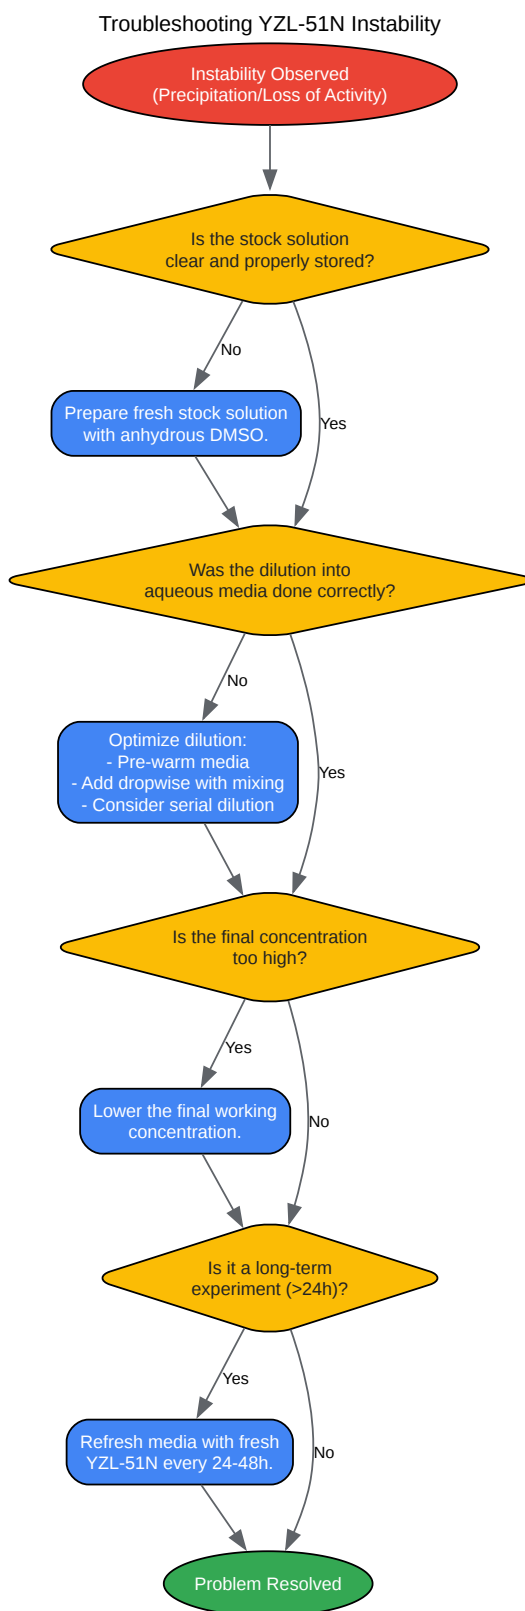 Troubleshooting YZL-51N Instability
Instability Observed
(Precipitation/Loss of Activity)
Is the stock solution
clear and properly stored?
No
Yes
Prepare fresh stock solution
with anhydrous DMSO.
Was the dilution into
aqueous media done correctly?
No
Yes
Optimize dilution:
- Pre-warm media
- Add dropwise with mixing
- Consider serial dilution
Is the final concentration
too high?
Yes
No
Lower the final working
concentration.
Is it a long-term
experiment (>24h)?
Yes
No
Refresh media with fresh
YZL-51N every 24-48h.
Problem Resolved